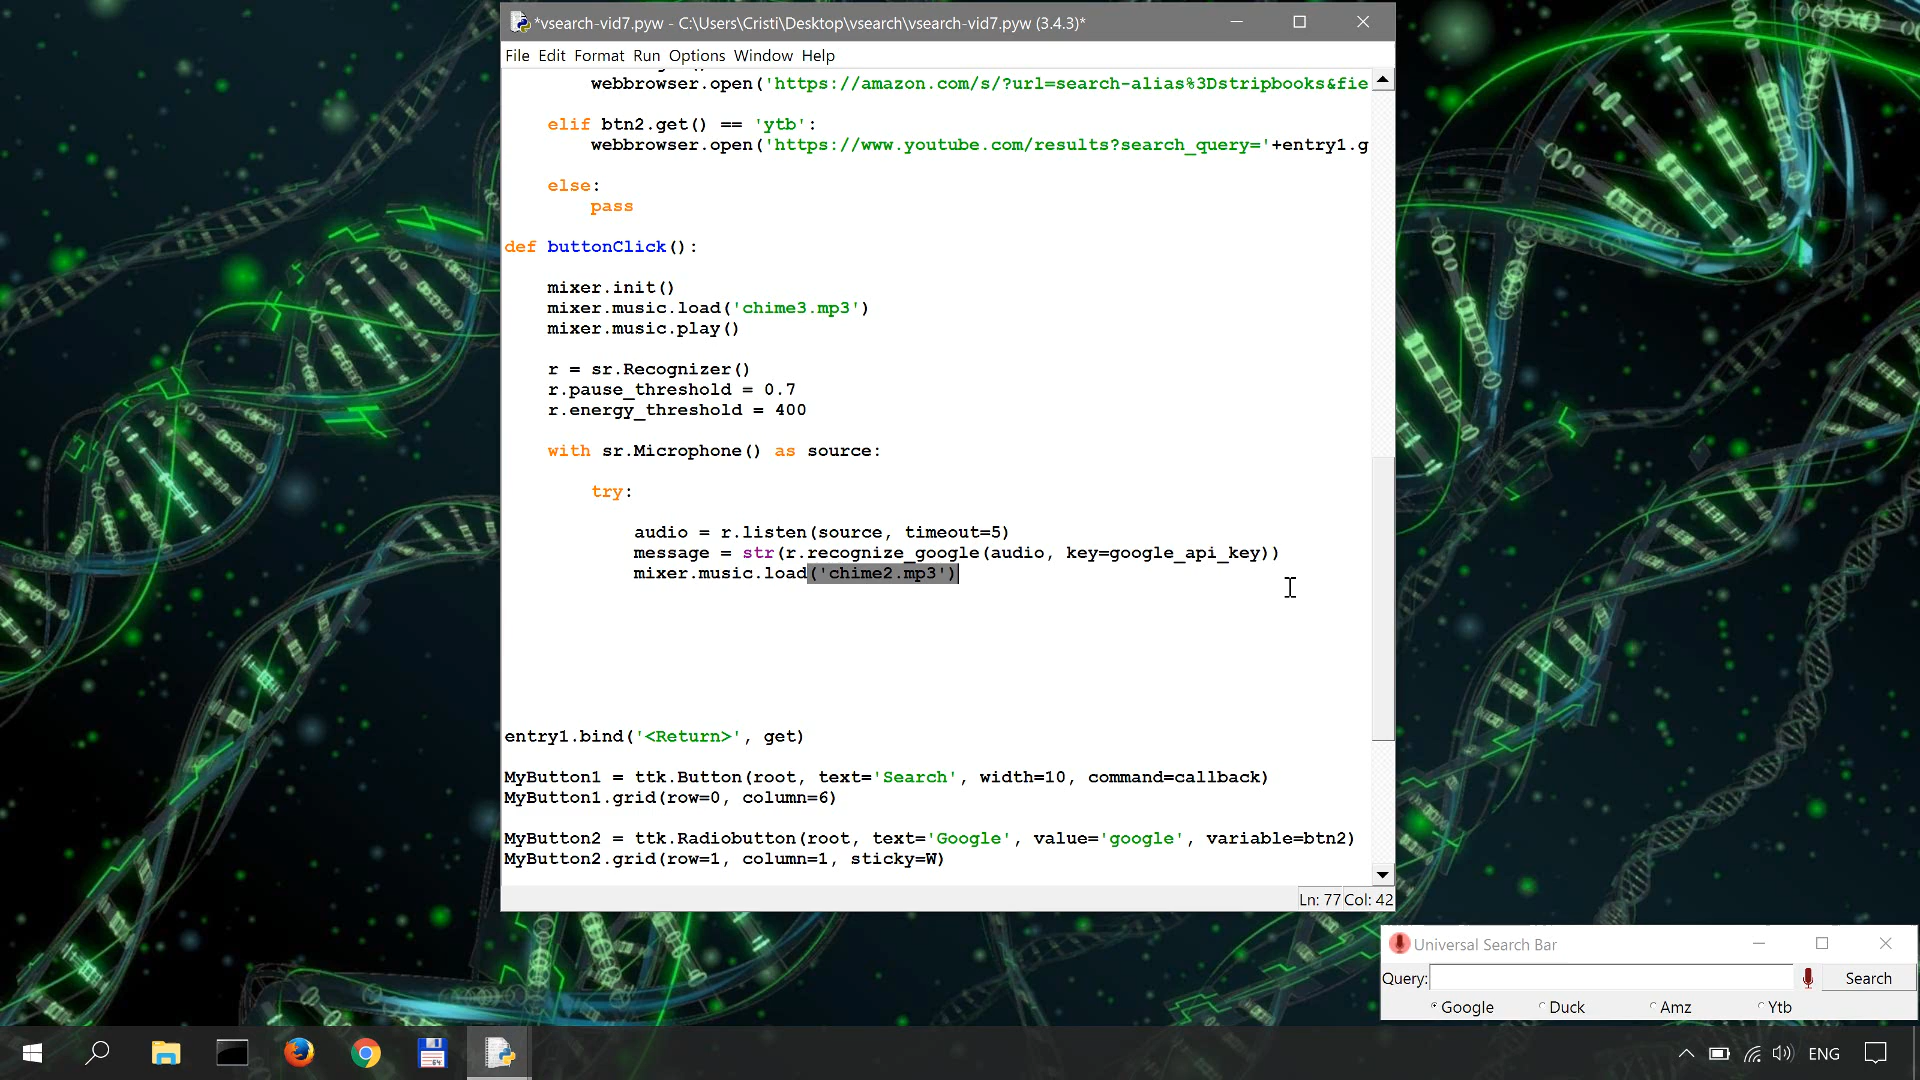 *vsearch-vid7.pyw - C:\Users\Cristi\Desktop\vsearch\vsearch-vid7.pyw (3.4.3)*
File Edit Format Run Options Window Help
webbrowser.open('https://amazon.com/s/?url=search-alias%3Dstripbooks&fie
elif btn2.get() == 'ytb':
webbrowser.open('https://www.youtube.com/results?search_query='+entry1.g
else:
pass
def buttonClick():
mixer.init()
mixer.music.load('chime3.mp3')
mixer.music.play()
r = sr.Recognizer()
r.pause_threshold = 0.7
r.energy_threshold = 400
with sr.Microphone() as source:
try:
audio = r.listen(source, timeout=5)
message = str(r.recognize_google(audio, key=google_api_key))
mixer.music.load('chime2.mp3')
entry1.bind('<Return>', get)
MyButton1 = ttk.Button(root, text='Search', width=10, command=callback)
MyButton1.grid(row=0, column=6)
MyButton2 = ttk.Radiobutton(root, text='Google', value='google', variable=btn2)
MyButton2.grid(row=1, column=1, sticky=W)
Ln: 77 Col: 42
Universal Search Bar
Query: Search
Google Duck Amz Ytb
64
ENG